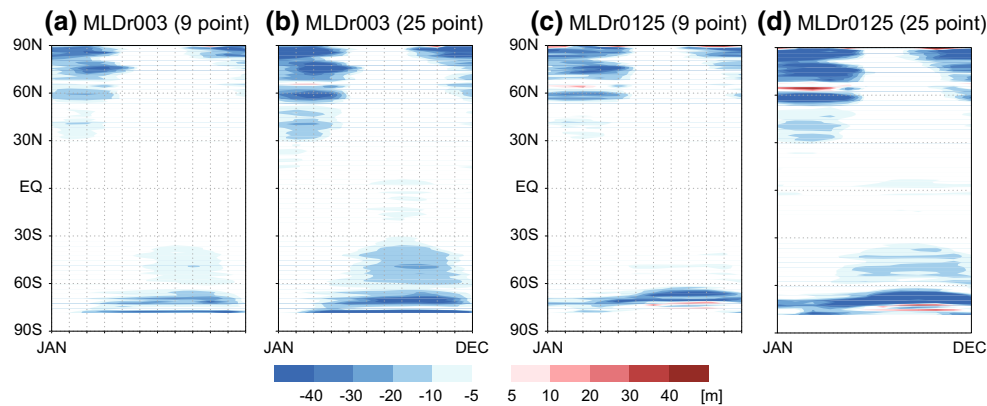 (a) MLDr003 (9 point) (b) MLDr003 (25 point) (c) MLDr0125 (9 point) (d) MLDr0125 (25 point)
90N 90N
60N 60N
30N 30N
EQ EQ
30S 30S
60S 60S
90S 90S
JAN JAN DEC JAN JAN DEC
-40 -30 -20 -10 -5 5 10 20 30 40 [m]